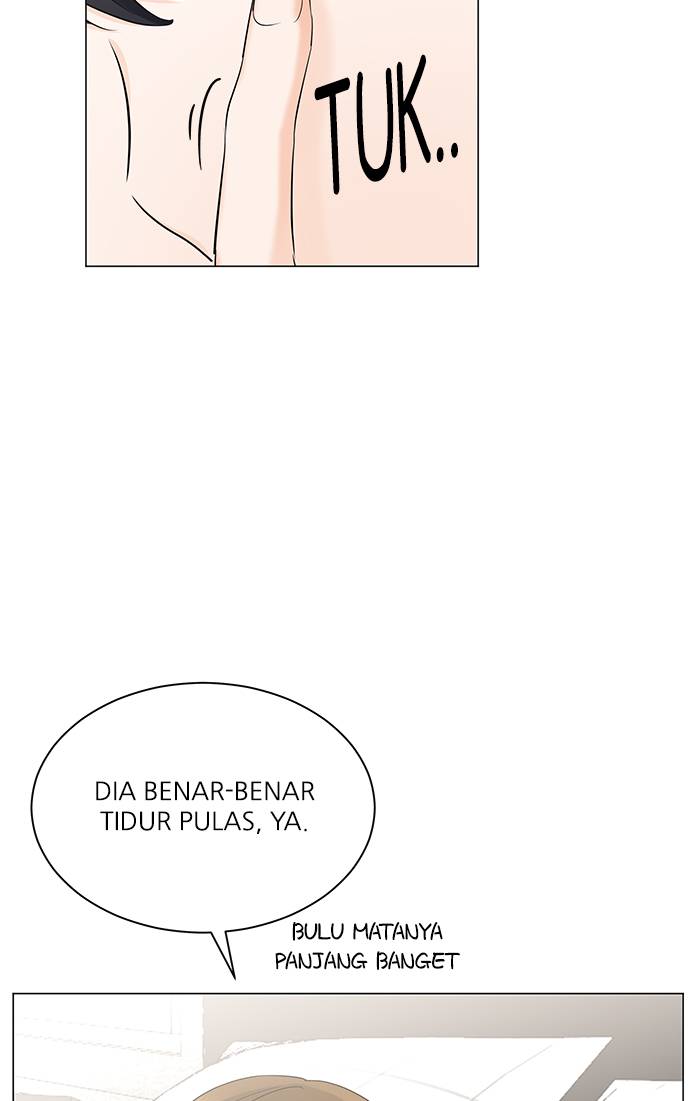 TUK..
DIA BENAR-BENAR
TIDUR PULAS, YA.
BULU MATANYA
PANJANG BANGET